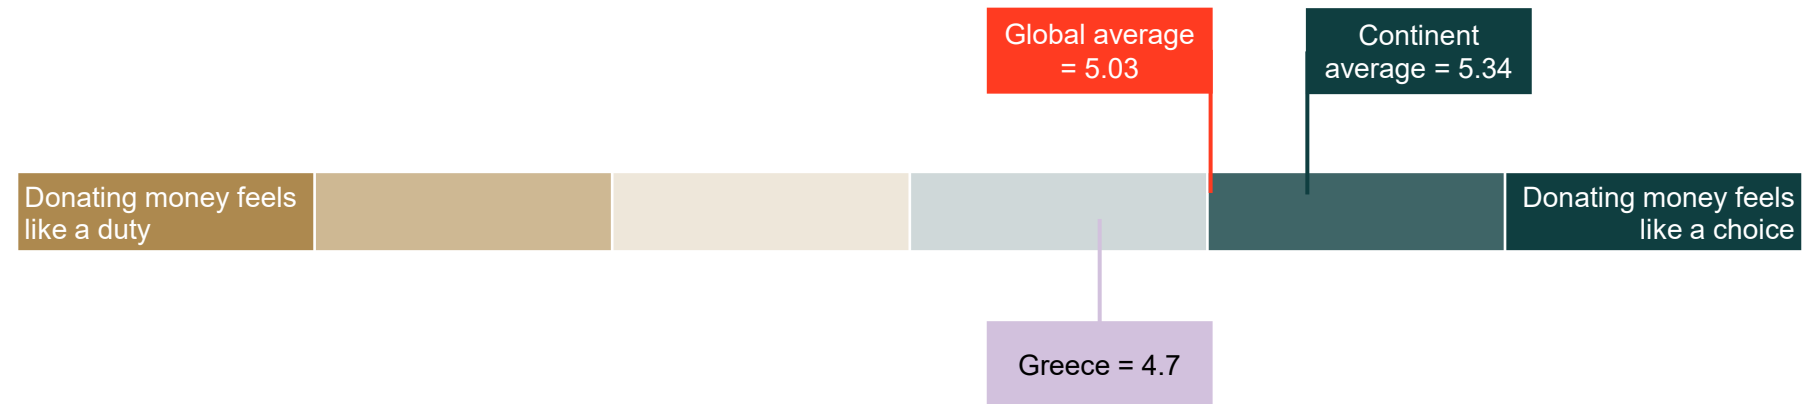 Global average
= 5.03
Continent
average = 5.34
Donating money feels
like a duty
Donating money feels
like a choice
Greece = 4.7